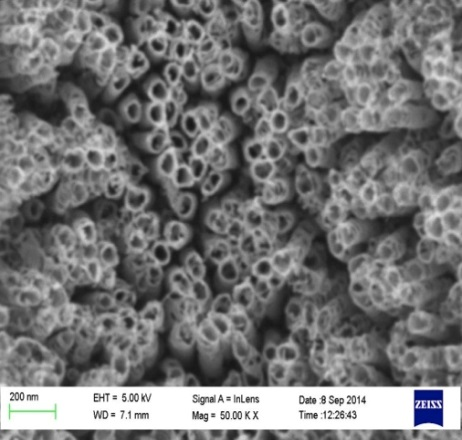 200 nm EHT = 5.00 kV Signal A = InLens Date :8 Sep 2014 ZEISS
WD = 7.1 mm Mag = 50.00 K X Time :12:26:43